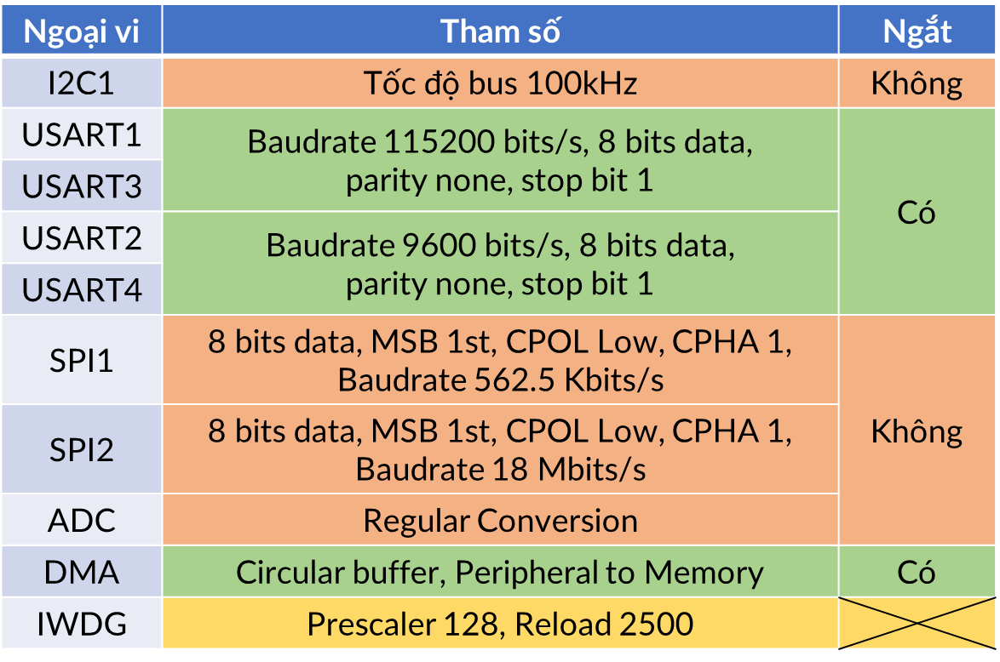 Ngoại vi
Tham số
Ngắt
I2C1
Tốc độ bus 100kHz
Không
USART1
USART3
Baudrate 115200 bits/s, 8 bits data,
parity none, stop bit 1
Có
USART2
USART4
Baudrate 9600 bits/s, 8 bits data,
parity none, stop bit 1
SPI1
8 bits data, MSB 1st, CPOL Low, CPHA 1,
Baudrate 562.5 Kbits/s
Không
SPI2
8 bits data, MSB 1st, CPOL Low, CPHA 1,
Baudrate 18 Mbits/s
ADC
Regular Conversion
DMA
Circular buffer, Peripheral to Memory
Có
IWDG
Prescaler 128, Reload 2500